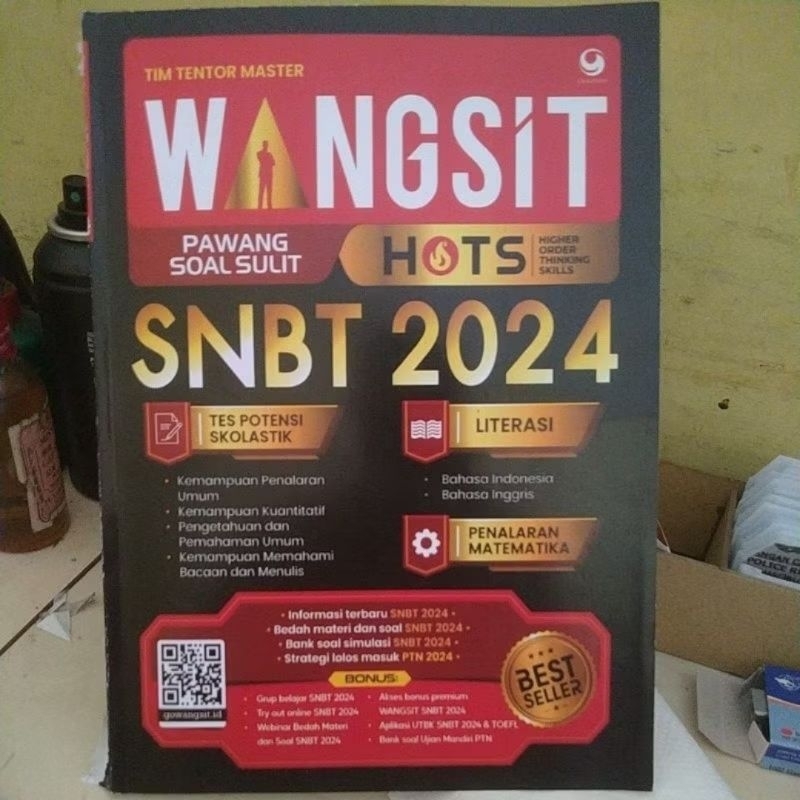 TIM TENTOR MASTER
WANGSiT
PAWANG
SOAL SULIT
HOTS
HIGHER
ORDER
THINKING
SKILLS
SNBT 2024
TES POTENSI
SKOLASTIK
• Kemampuan Penalaran
Umum
• Kemampuan Kuantitatif
• Pengetahuan dan
Pemahaman Umum
• Kemampuan Memahami
Bacaan dan Menulis
LITERASI
• Bahasa Indonesia
• Bahasa Inggris
PENALARAN
MATEMATIKA
• Informasi terbaru SNBT 2024 •
• Bedah materi dan soal SNBT 2024 •
• Bank soal simulasi SNBT 2024 •
• Strategi lolos masuk PTN 2024 •
BONUS:
• Grup belajar SNBT 2024
• Try out online SNBT 2024
• Webinar Bedah Materi
dan Soal SNBT 2024
• Akses bonus premium
WANGSIT SNBT 2024
• Aplikasi UTBK SNBT 2024 & TOEFL
• Bank soal Ujian Mandiri PTN
gowangsit.id
BEST
SELLER